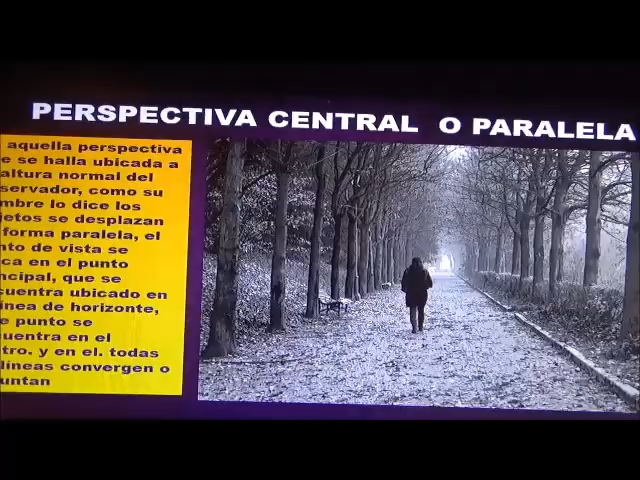 PERSPECTIVA CENTRAL O PARALELA
aquella perspectiva
e se halla ubicada a
altura normal del
servador, como su
mbre lo dice los
jetos se desplazan
forma paralela, el
nto de vista se
ca en el punto
ncipal, que se
cuentra ubicado en
ínea de horizonte,
e punto se
uentra en el
tro. y en el. todas
líneas convergen o
untan